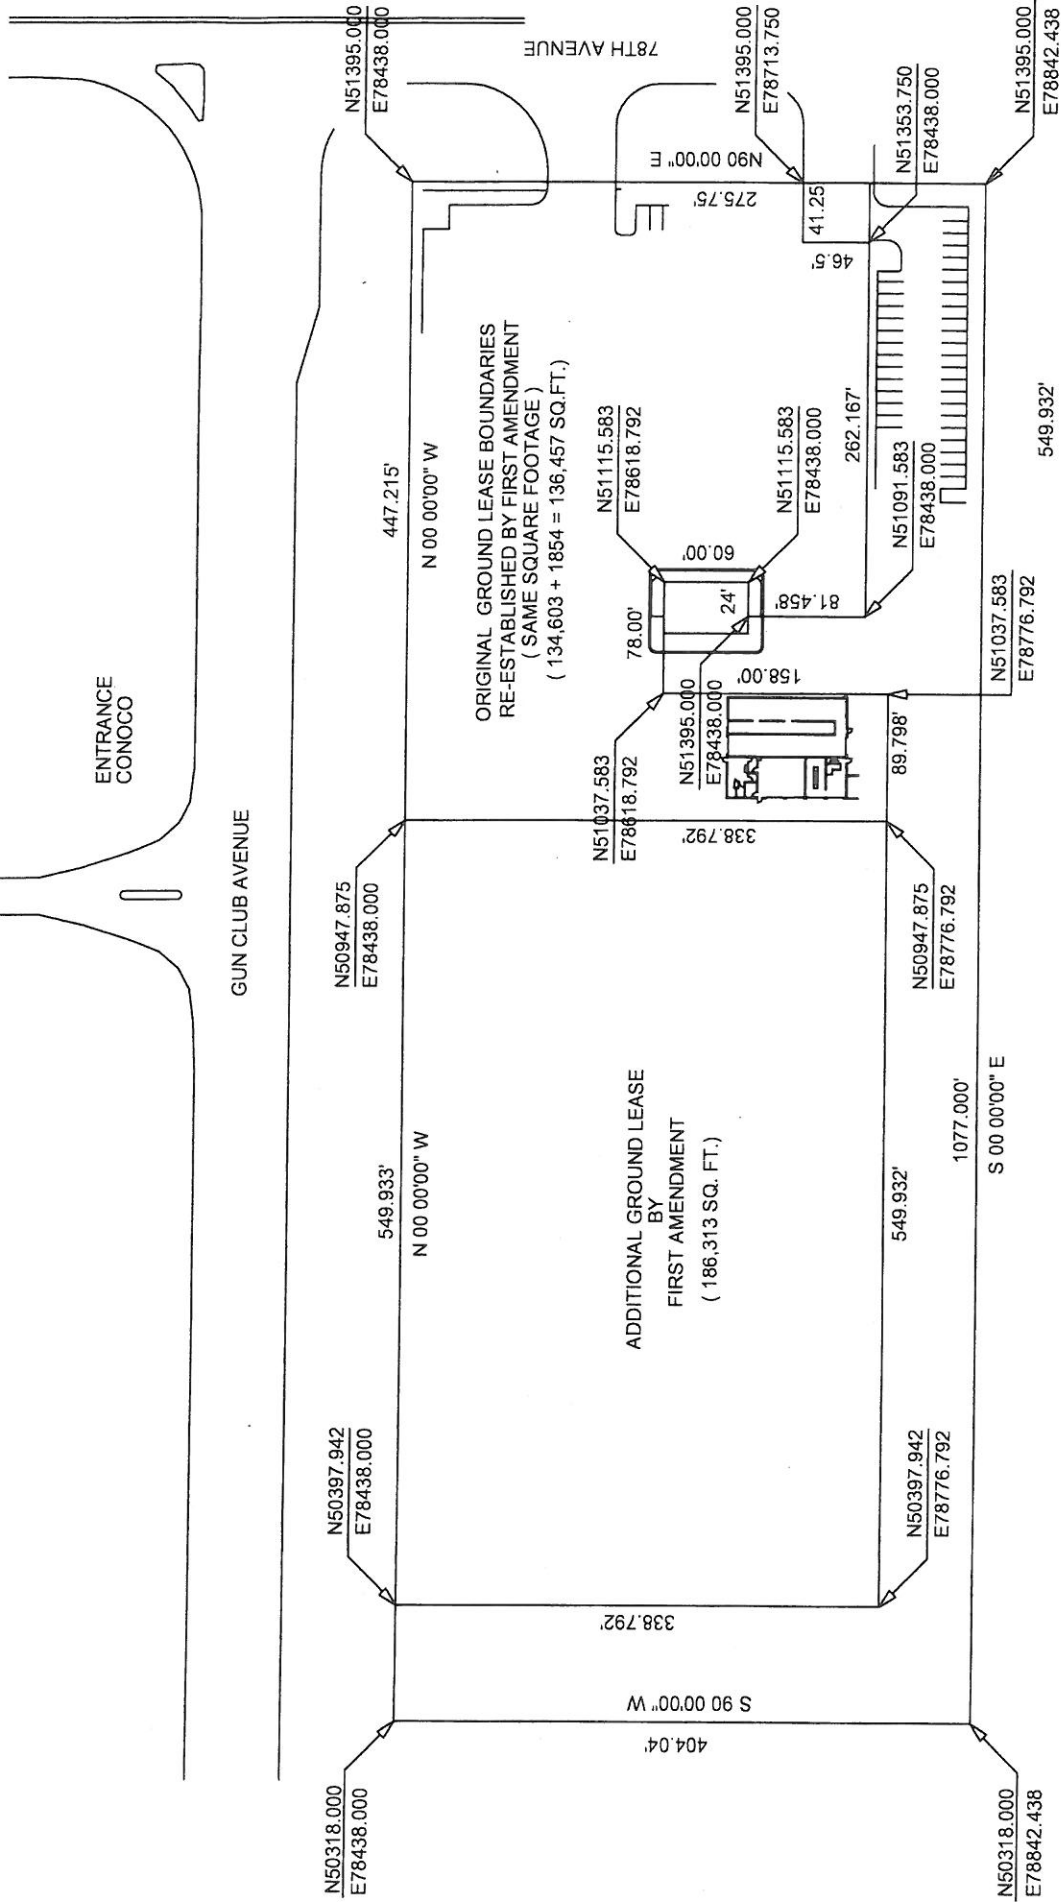 78TH AVENUE
ENTRANCE
CONOCO
GUN CLUB AVENUE
N51395.000
E78438.000
N51395.000
E78713.750
N51353.750
E78438.000
N51395.000
E78842.438
N90 00'00" E
275.75'
41.25
46.5'
447.215'
N 00 00'00" W
ORIGINAL GROUND LEASE BOUNDARIES
RE-ESTABLISHED BY FIRST AMENDMENT
( SAME SQUARE FOOTAGE )
( 134,603 + 1854 = 136,457 SQ.FT.)
N51115.583
E78618.792
N51115.583
E78438.000
262.167'
N51091.583
E78438.000
549.932'
60.00'
24'
78.00'
81.458'
158.00'
N51395.000
E78438.000
N51037.583
E78618.792
N51037.583
E78776.792
89.798'
338.792'
N50947.875
E78438.000
N50947.875
E78776.792
549.933'
N 00 00'00" W
ADDITIONAL GROUND LEASE
BY
FIRST AMENDMENT
( 186,313 SQ. FT.)
549.932'
1077.000'
S 00 00'00" E
N50397.942
E78438.000
N50397.942
E78776.792
338.792'
S 90 00'00" W
404.04'
N50318.000
E78438.000
N50318.000
E78842.438